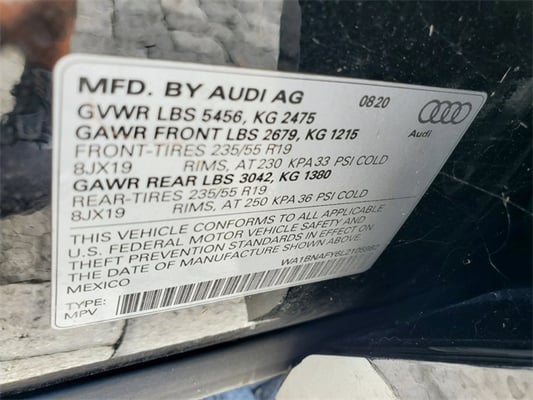 MFD. BY AUDI AG 0820
GVWR LBS 5456, KG 2475
GAWR FRONT LBS 2679, KG 1215
FRONT-TIRES 235/55 R19
8JX19 RIMS, AT 230 KPA 33 PSI COLD
GAWR REAR LBS 3042, KG 1380
REAR-TIRES 235/55 R19
8JX19 RIMS, AT 250 KPA 36 PSI COLD
THIS VEHICLE CONFORMS TO ALL APPLICABLE
U.S. FEDERAL MOTOR VEHICLE SAFETY AND
THEFT PREVENTION STANDARDS IN EFFECT ON
THE DATE OF MANUFACTURE SHOWN ABOVE.
MEXICO
TYPE:
MPV
Audi